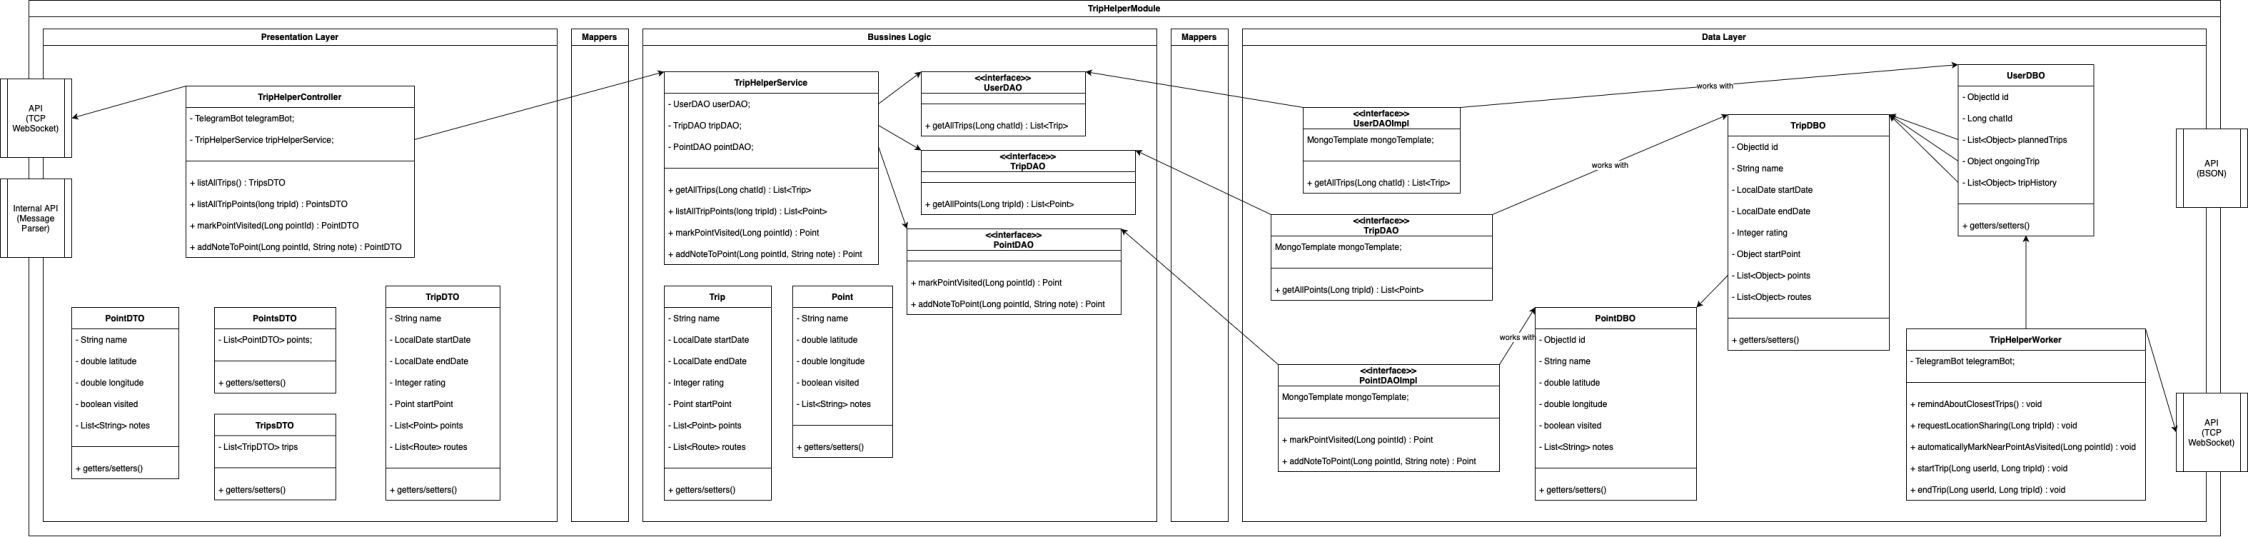 TripHelperModule
Presentation Layer
API
(TCP
WebSocket)
Internal API
(Message
Parser)
TripHelperController
- TelegramBot telegramBot;
- TripHelperService tripHelperService;
+ listAllTrips() : TripsDTO
+ listAllTripPoints(long tripId) : PointsDTO
+ markPointVisited(Long pointId) : PointDTO
+ addNoteToPoint(Long pointId, String note) : PointDTO
PointDTO
- String name
- double latitude
- double longitude
- boolean visited
- List<String> notes
+ getters/setters()
PointsDTO
- List<PointDTO> points;
+ getters/setters()
TripsDTO
- List<TripDTO> trips
+ getters/setters()
TripDTO
- String name
- LocalDate startDate
- LocalDate endDate
- Integer rating
- Point startPoint
- List<Point> points
- List<Route> routes
+ getters/setters()
Mappers
Bussines Logic
TripHelperService
- UserDAO userDAO;
- TripDAO tripDAO;
- PointDAO pointDAO;
+ getAllTrips(Long chatId) : List<Trip>
+ listAllTripPoints(long tripId) : List<Point>
+ markPointVisited(Long pointId) : Point
+ addNoteToPoint(Long pointId, String note) : Point
<<interface>>
UserDAO
+ getAllTrips(Long chatId) : List<Trip>
<<interface>>
TripDAO
+ getAllPoints(Long tripId) : List<Point>
<<interface>>
PointDAO
+ markPointVisited(Long pointId) : Point
+ addNoteToPoint(Long pointId, String note) : Point
Trip
- String name
- LocalDate startDate
- LocalDate endDate
- Integer rating
- Point startPoint
- List<Point> points
- List<Route> routes
+ getters/setters()
Point
- String name
- double latitude
- double longitude
- boolean visited
- List<String> notes
+ getters/setters()
Mappers
Data Layer
<<interface>>
UserDAOImpl
MongoTemplate mongoTemplate;
+ getAllTrips(Long chatId) : List<Trip>
works with
<<interface>>
TripDAO
MongoTemplate mongoTemplate;
+ getAllPoints(Long tripId) : List<Point>
works with
<<interface>>
PointDAOImpl
MongoTemplate mongoTemplate;
+ markPointVisited(Long pointId) : Point
+ addNoteToPoint(Long pointId, String note) : Point
works with
PointDBO
- ObjectId id
- String name
- double latitude
- double longitude
- boolean visited
- List<String> notes
+ getters/setters()
TripDBO
- ObjectId id
- String name
- LocalDate startDate
- LocalDate endDate
- Integer rating
- Object startPoint
- List<Object> points
- List<Object> routes
+ getters/setters()
UserDBO
- ObjectId id
- Long chatId
- List<Object> plannedTrips
- Object ongoingTrip
- List<Object> tripHistory
+ getters/setters()
TripHelperWorker
- TelegramBot telegramBot;
+ remindAboutClosestTrips() : void
+ requestLocationSharing(Long tripId) : void
+ automaticallyMarkNearPointAsVisited(Long pointId) : void
+ startTrip(Long userId, Long tripId) : void
+ endTrip(Long userId, Long tripId) : void
API
(BSON)
API
(TCP
WebSocket)